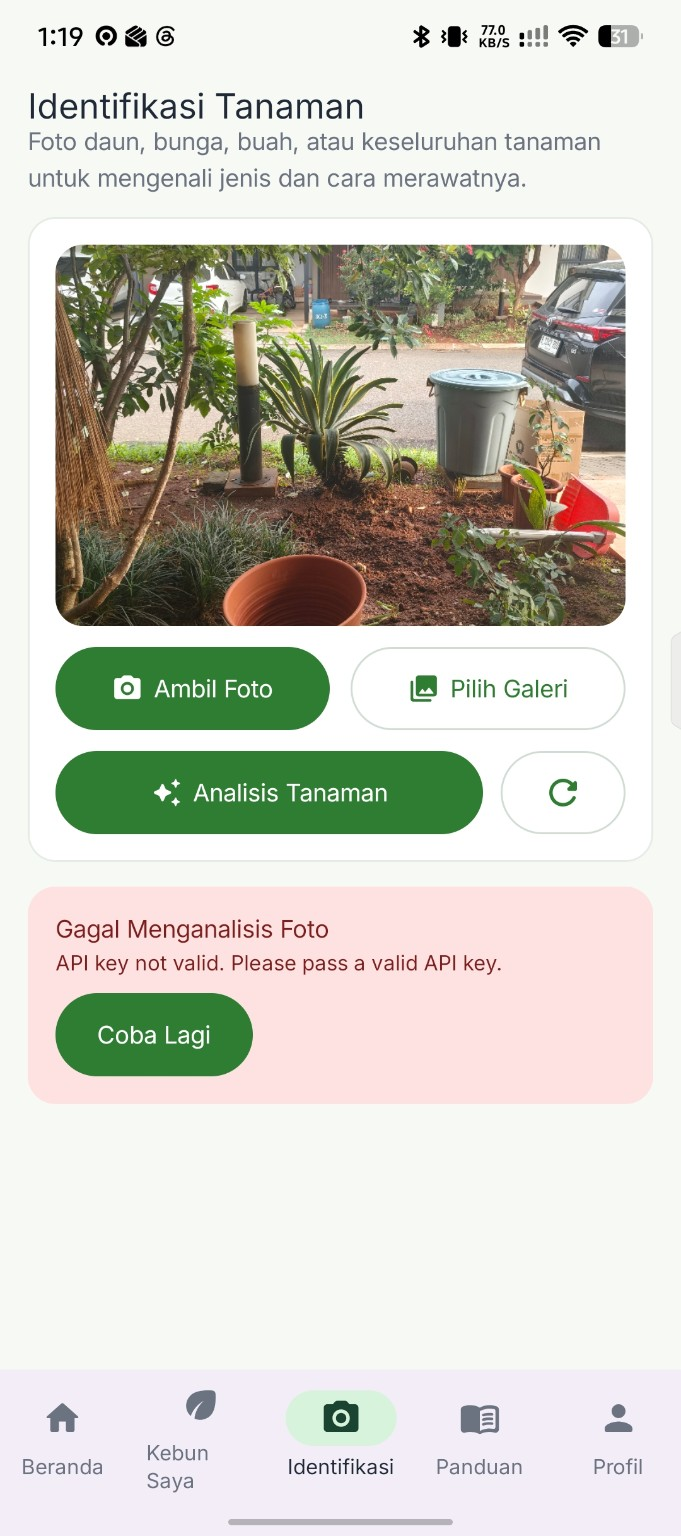 1:19
77.0
KB/S
31
Identifikasi Tanaman
Foto daun, bunga, buah, atau keseluruhan tanaman
untuk mengenali jenis dan cara merawatnya.
Ambil Foto
Pilih Galeri
Analisis Tanaman
Gagal Menganalisis Foto
API key not valid. Please pass a valid API key.
Coba Lagi
Beranda
Kebun
Saya
Identifikasi
Panduan
Profil